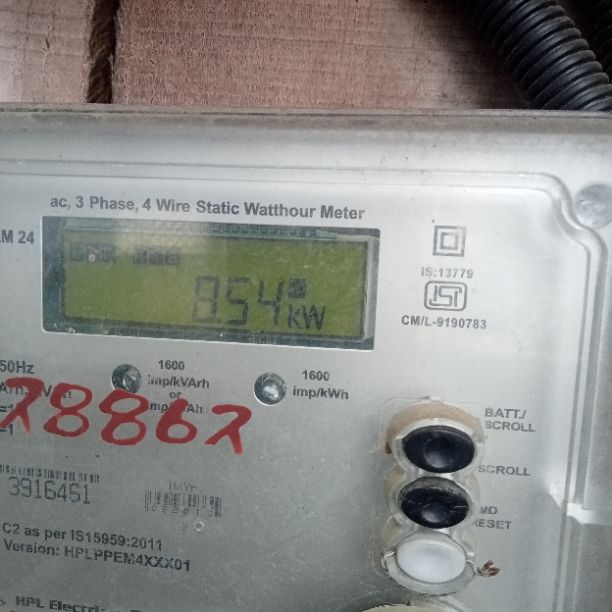 ac, 3 Phase, 4 Wire Static Watthour Meter
M 24
8.54 kW
IS:13779
ISI
CM/L-9190783
50Hz
1600
imp/kVArh
or
1600
imp/kWh
78867
BATT./
SCROLL
SCROLL
MD
RESET
3916461
C2 as per IS15959:2011
Version: HPLPPEM4XXX01
HPL